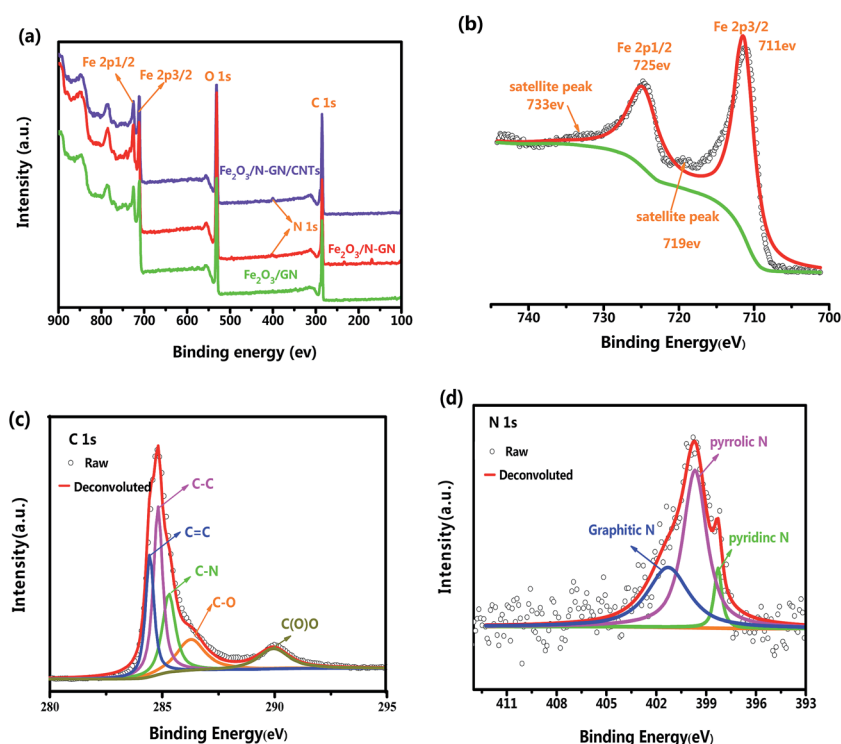 (a)
Fe 2p1/2
Fe 2p3/2
O 1s
C 1s
Fe₂O₃/N-GN/CNTs
N 1s
Fe₂O₃/N-GN
Fe₂O₃/GN
Intensity (a.u.)
900 800 700 600 500 400 300 200 100
Binding energy (ev)
(b)
Fe 2p3/2
711ev
Fe 2p1/2
725ev
satellite peak
733ev
satellite peak
719ev
Intensity (a.u.)
740 730 720 710 700
Binding Energy(eV)
(c)
C 1s
Raw
Deconvoluted
C-C
C=C
C-N
C-O
C(O)O
Intensity(a.u.)
280 285 290 295
Binding Energy(eV)
(d)
N 1s
Raw
Deconvoluted
pyrrolic N
Graphitic N
pyridinc N
Intensity(a.u.)
411 408 405 402 399 396 393
Binding Energy(eV)